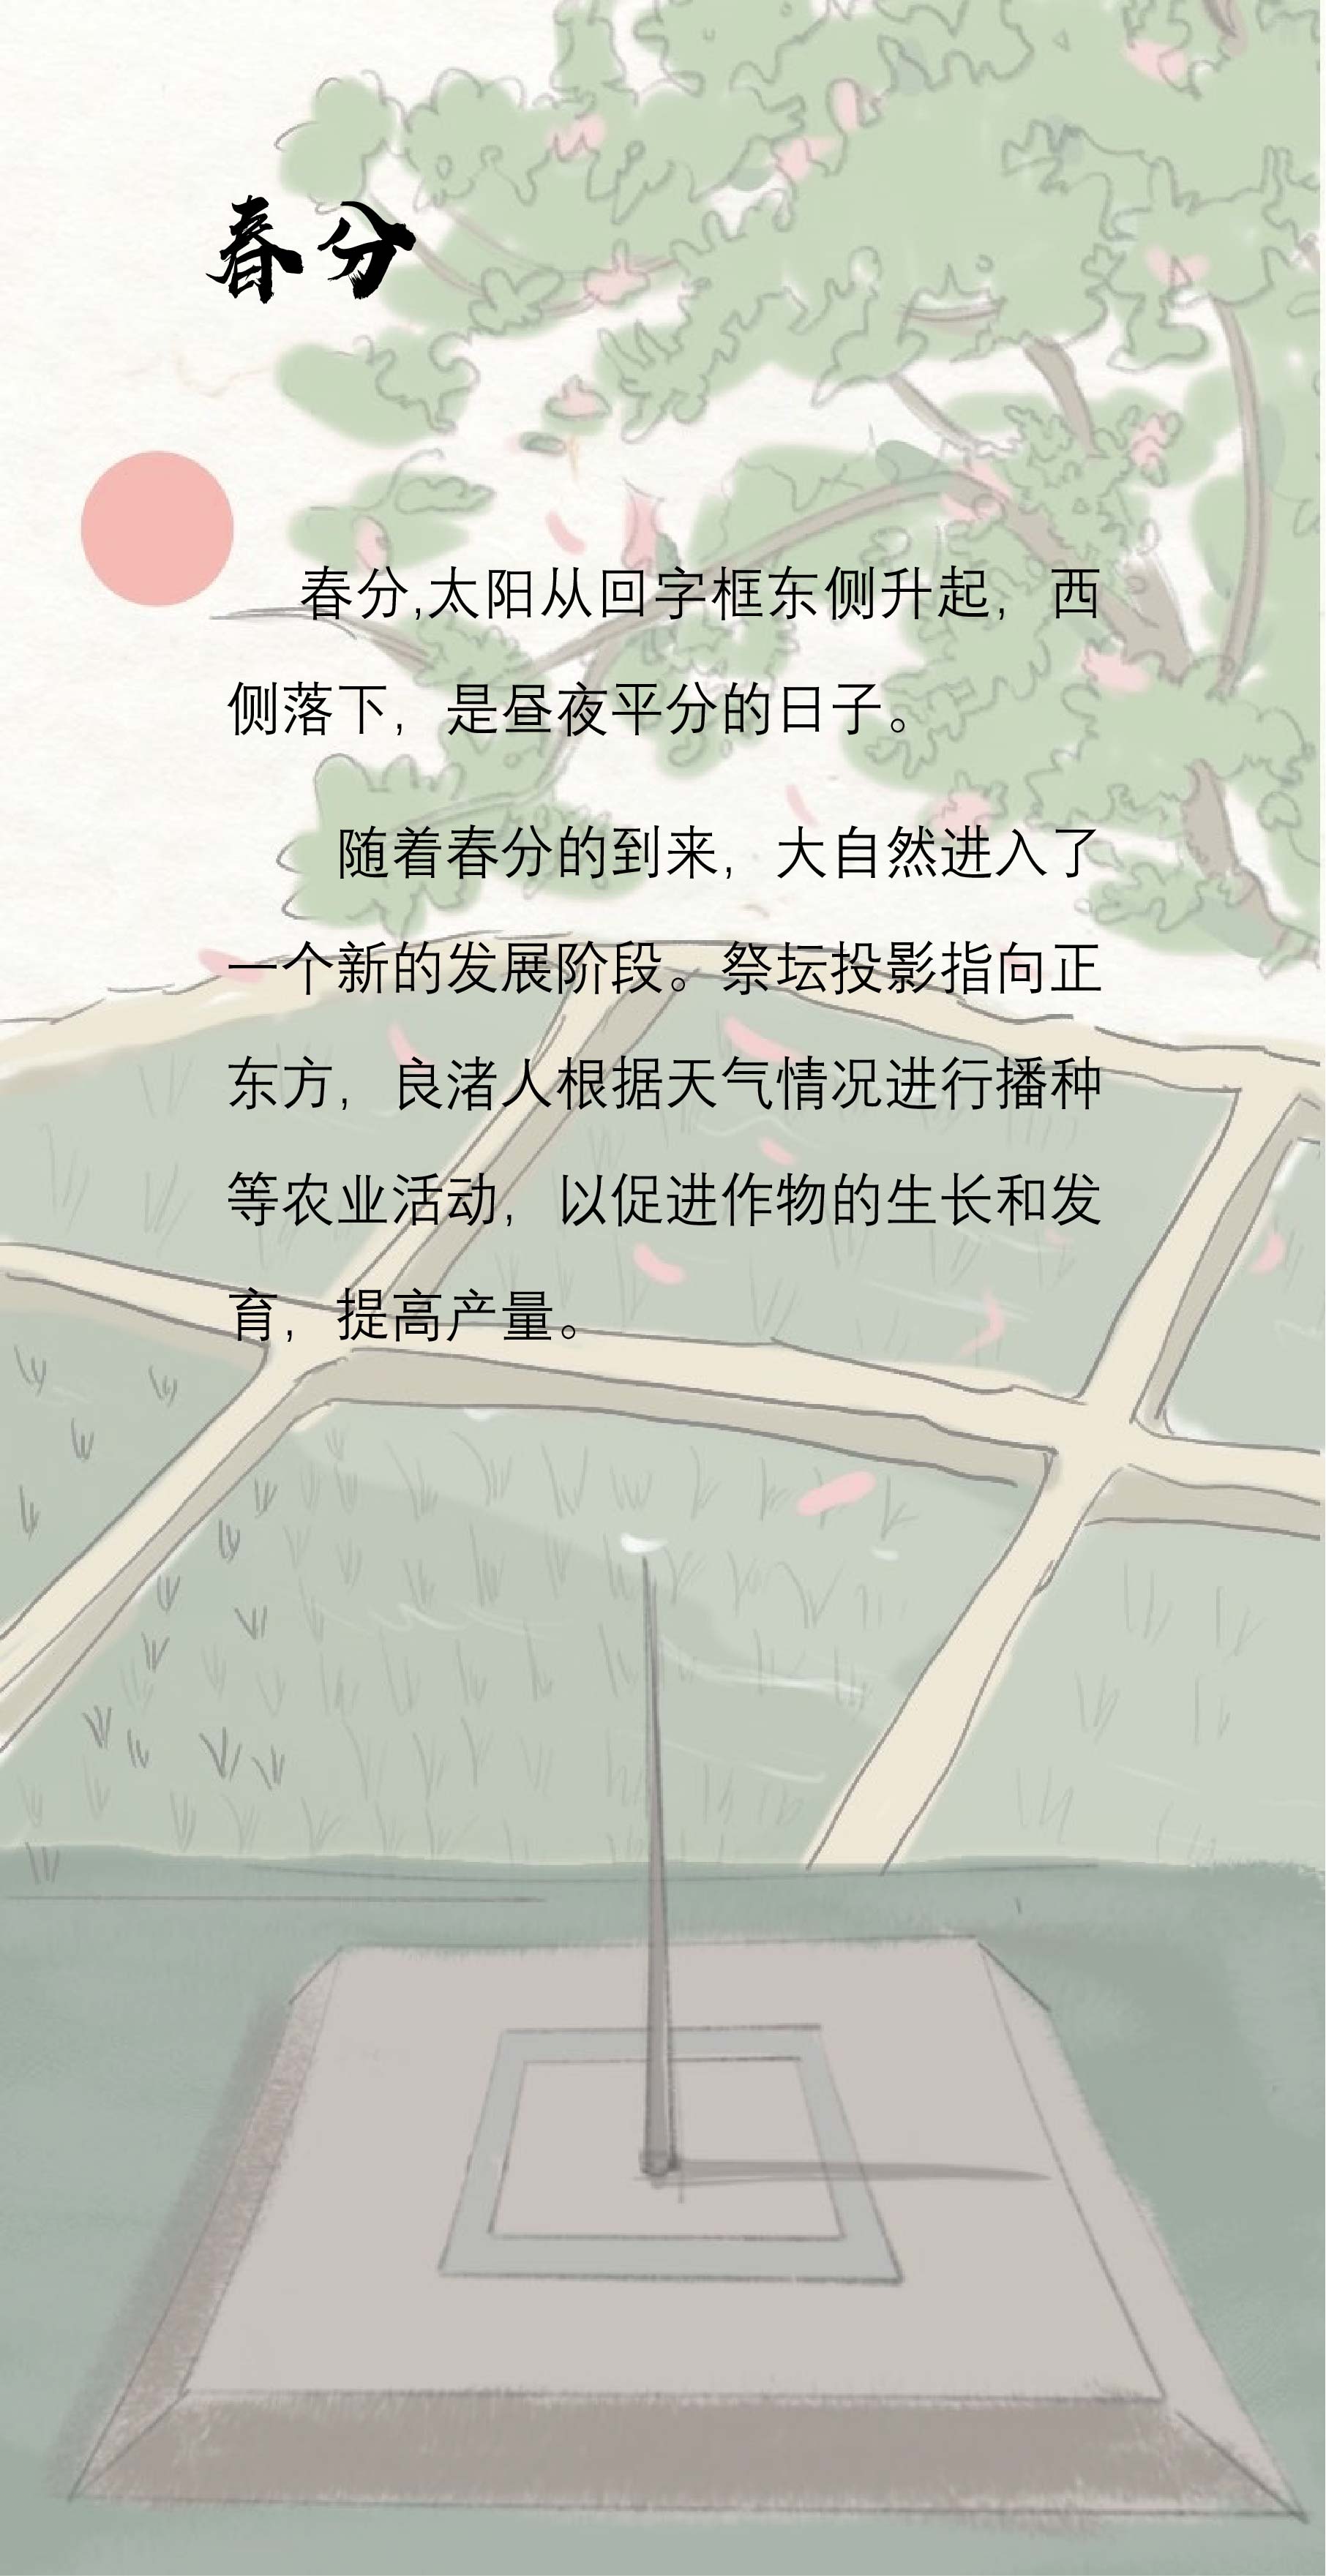 春分
春分,太阳从回字框东侧升起，西
侧落下，是昼夜平分的日子。
随着春分的到来，大自然进入了
一个新的发展阶段。祭坛投影指向正
东方，良渚人根据天气情况进行播种
等农业活动，以促进作物的生长和发
育，提高产量。